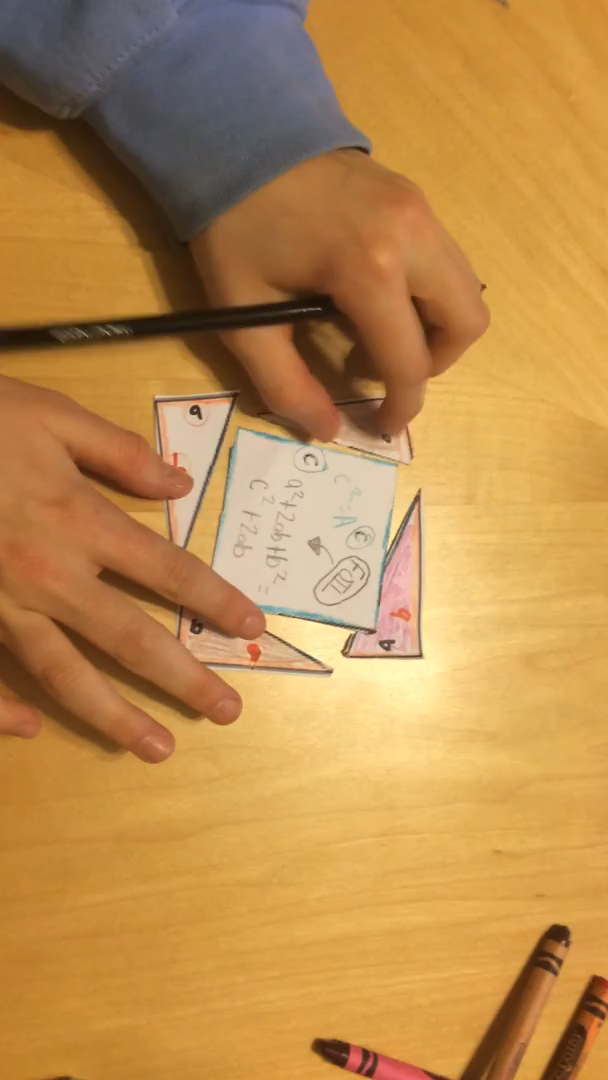 C² = A
C
C
FOIL
a² + 2ab + b² =
c² + 2ab
a
a
b
a